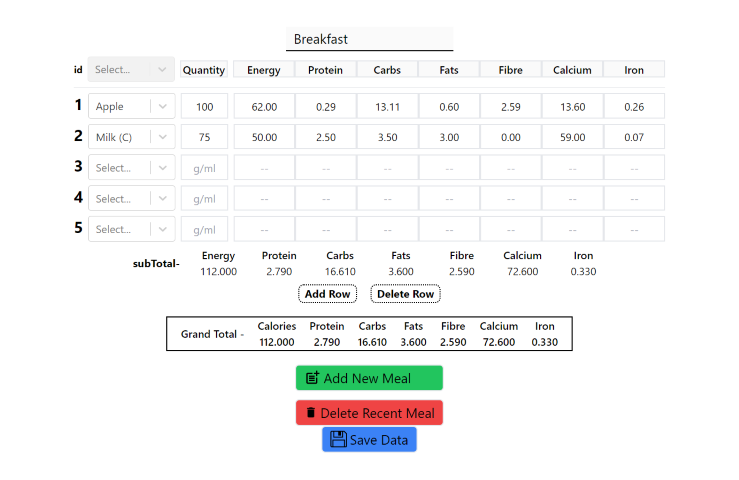 Breakfast
id Select... Quantity Energy Protein Carbs Fats Fibre Calcium Iron
1 Apple 100 62.00 0.29 13.11 0.60 2.59 13.60 0.26
2 Milk (C) 75 50.00 2.50 3.50 3.00 0.00 59.00 0.07
3 Select... g/ml -- -- -- -- -- -- --
4 Select... g/ml -- -- -- -- -- -- --
5 Select... g/ml -- -- -- -- -- -- --
Energy Protein Carbs Fats Fibre Calcium Iron
subTotal- 112.000 2.790 16.610 3.600 2.590 72.600 0.330
Add Row Delete Row
Calories Protein Carbs Fats Fibre Calcium Iron
Grand Total - 112.000 2.790 16.610 3.600 2.590 72.600 0.330
Add New Meal
Delete Recent Meal
Save Data